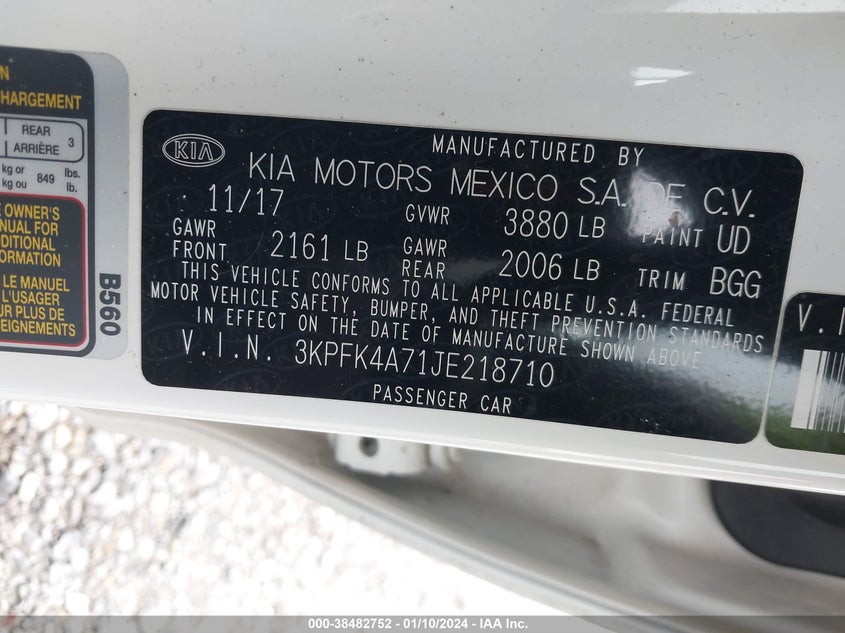 N
HARGEMENT
REAR
ARRIÈRE
3
kg or
kg ou
849
lbs.
lb.
OWNER'S
MANUAL FOR
DDITIONAL
FORMATION
LE MANUEL
L'USAGER
UR PLUS DE
EIGNEMENTS
B560
KIA
MANUFACTURED BY
KIA MOTORS MEXICO S.A. DE C.V.
11/17 GVWR 3880 LB PAINT UD
GAWR FRONT 2161 LB GAWR REAR 2006 LB TRIM BGG
THIS VEHICLE CONFORMS TO ALL APPLICABLE U.S.A. FEDERAL
MOTOR VEHICLE SAFETY, BUMPER, AND THEFT PREVENTION STANDARDS
IN EFFECT ON THE DATE OF MANUFACTURE SHOWN ABOVE
V.I.N. 3KPFK4A71JE218710
PASSENGER CAR
V.I
000-38482752 - 01/10/2024 - IAA Inc.